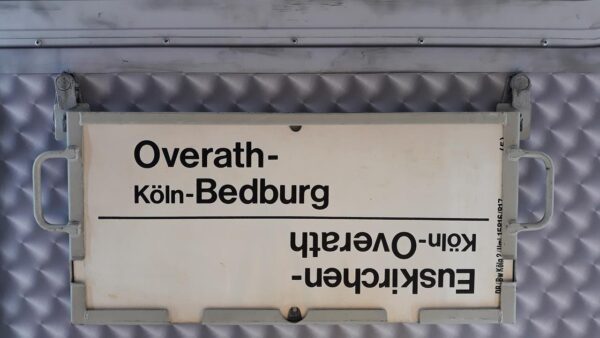 Overath-
Köln-Bedburg
Euskirchen-
Köln-Overath